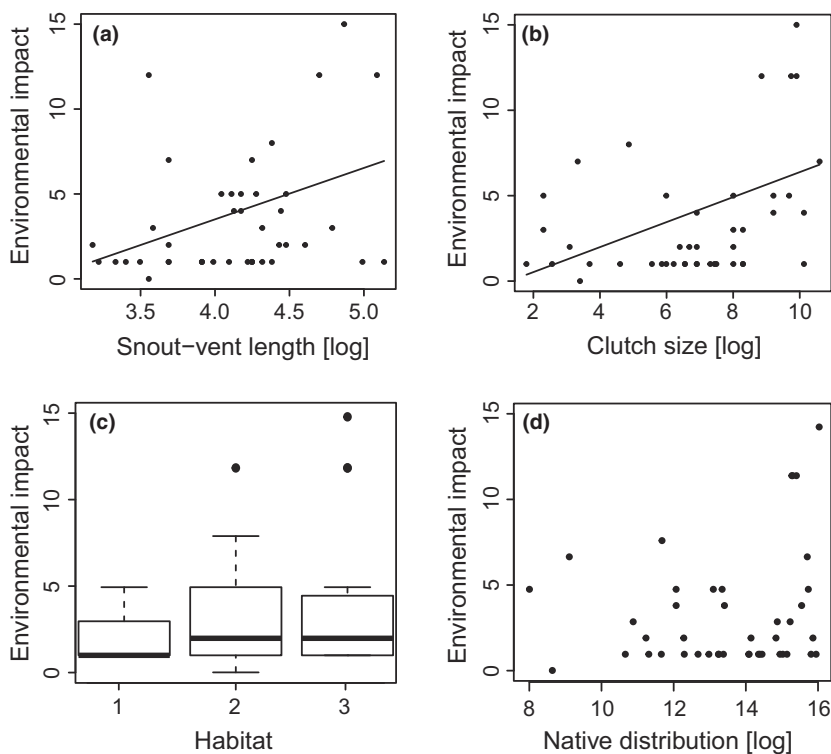 (a)
Environmental impact
15
10
5
0
3.5 4.0 4.5 5.0
Snout−vent length [log]
(b)
Environmental impact
15
10
5
0
2 4 6 8 10
Clutch size [log]
(c)
Environmental impact
15
10
5
0
1 2 3
Habitat
(d)
Environmental impact
15
10
5
0
8 10 12 14 16
Native distribution [log]